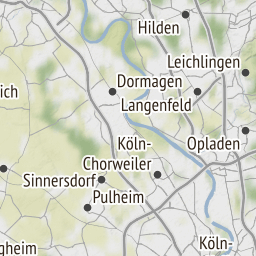 Hilden
Leichlingen
Dormagen
Langenfeld
ich
Köln-
Chorweiler
Opladen
Sinnersdorf
Pulheim
gheim
Köln-